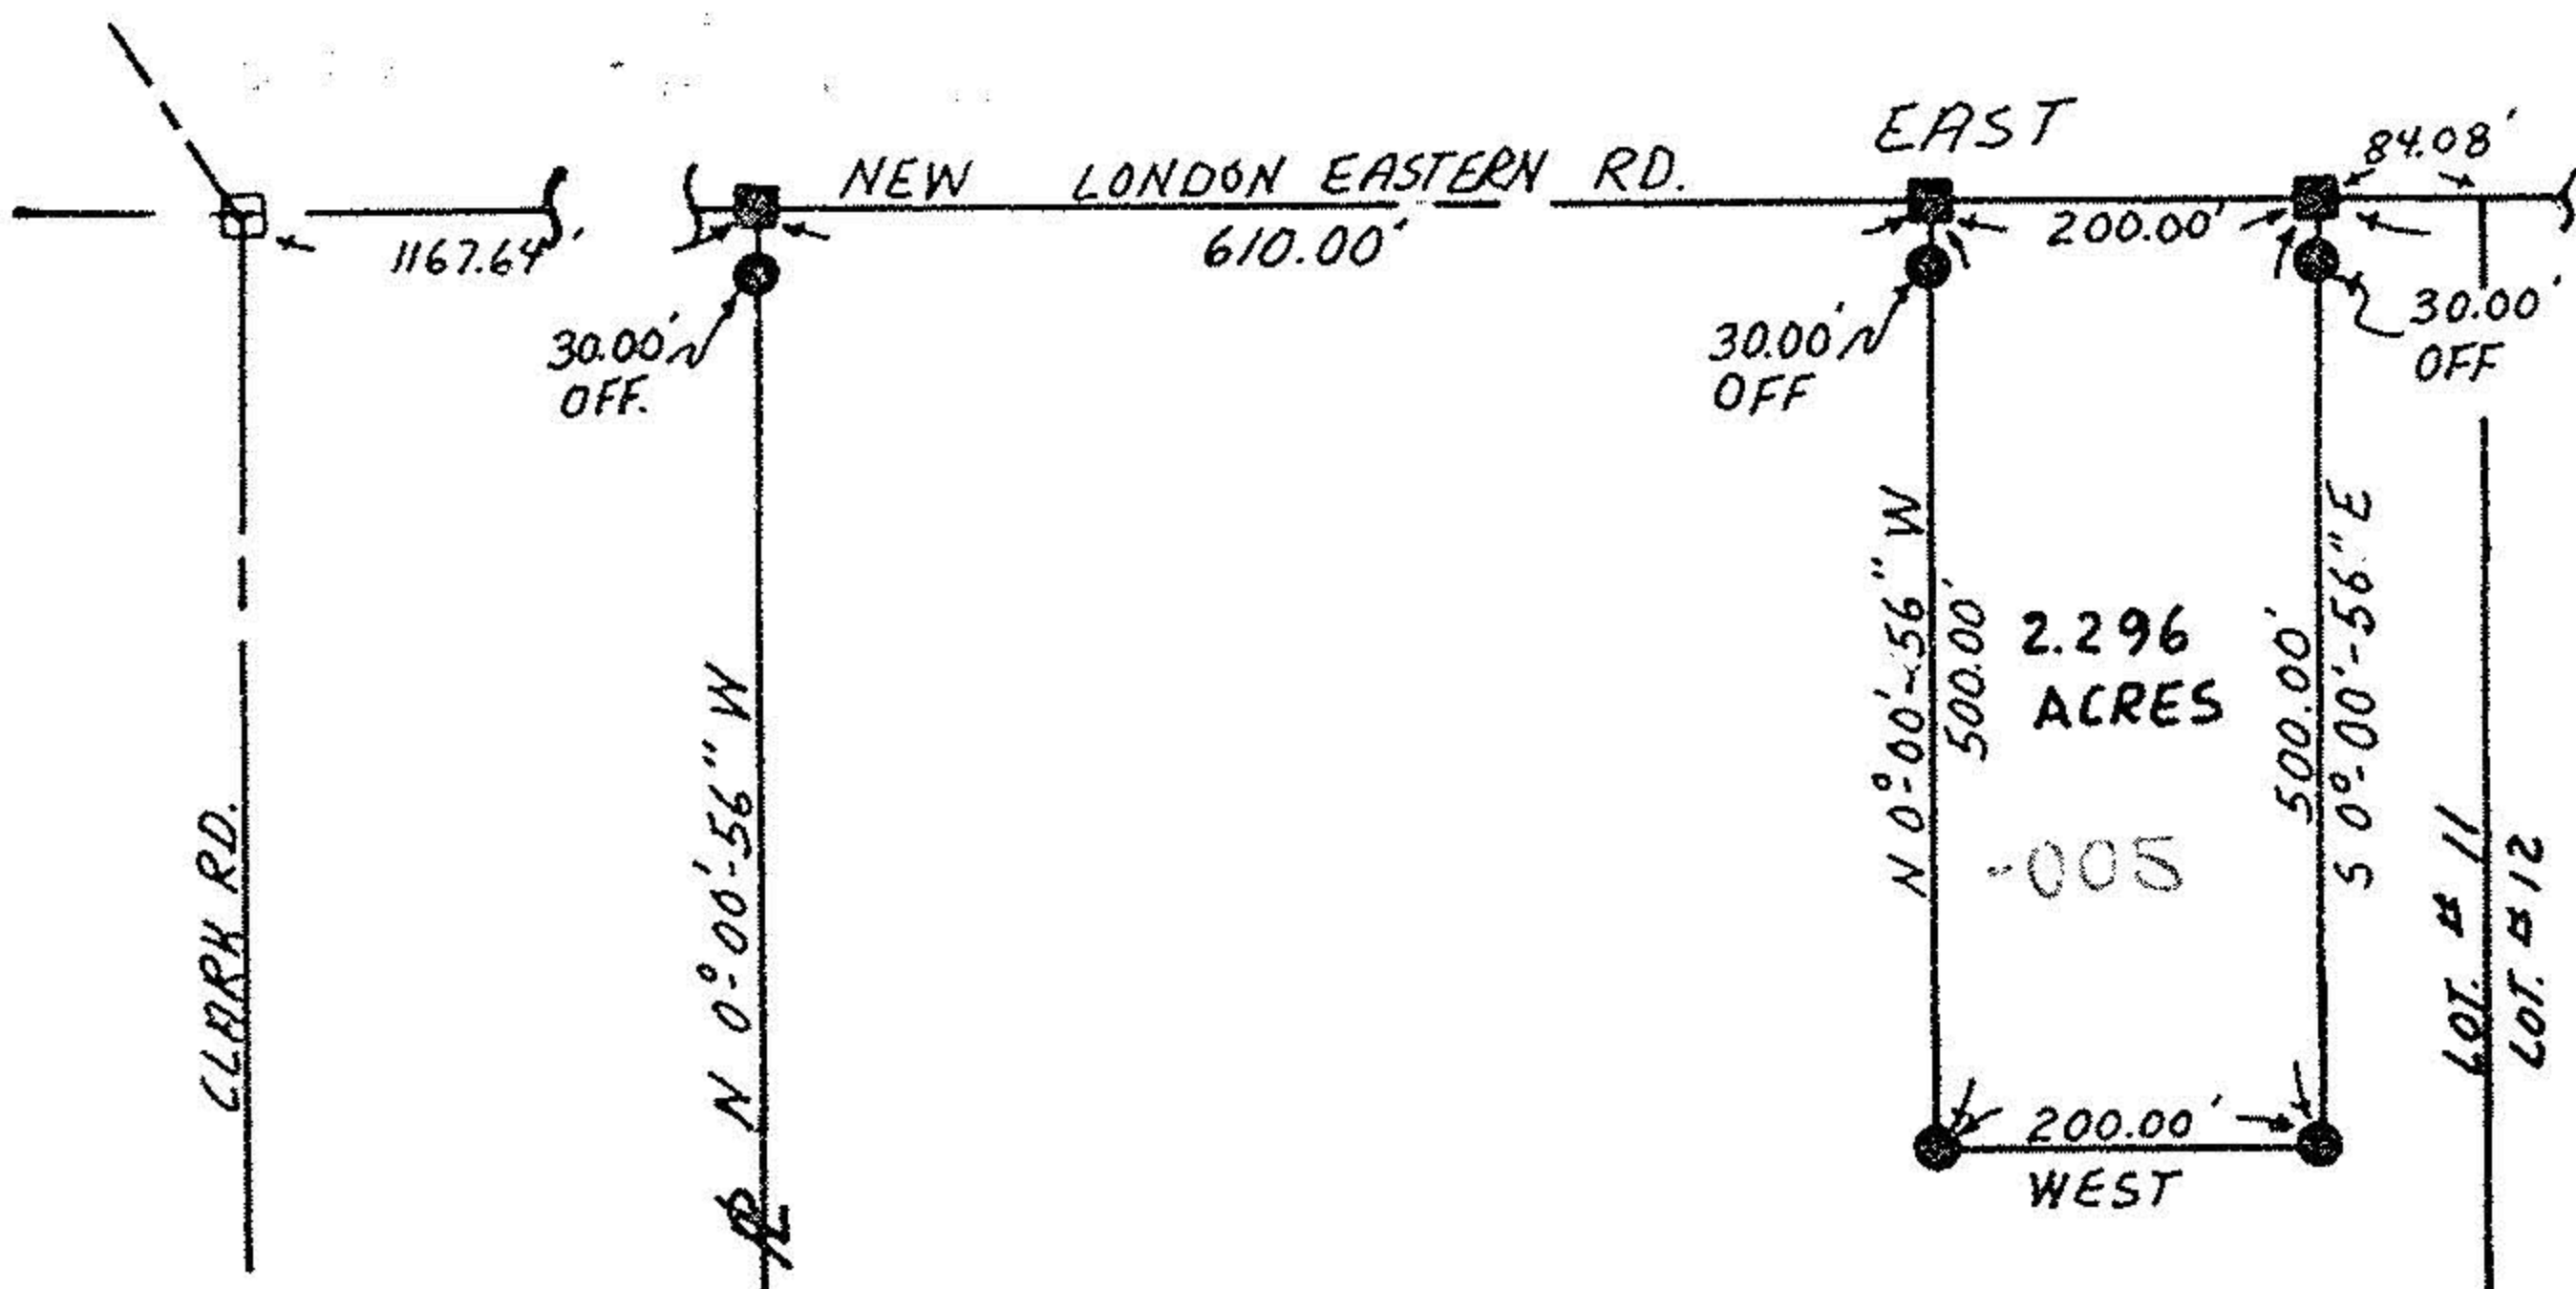 EAST
84.08'
NEW LONDON EASTERN RD.
1167.64'
610.00'
200.00'
30.00'
OFF.
30.00'
OFF
30.00'
OFF
CLARK RD.
N 0°-00'-56" W
N 0°-00'-56" W
500.00'
2.296
ACRES
-005
500.00'
S 0°-00'-56" E
LOT. # 11
LOT. # 12
200.00'
WEST
PL